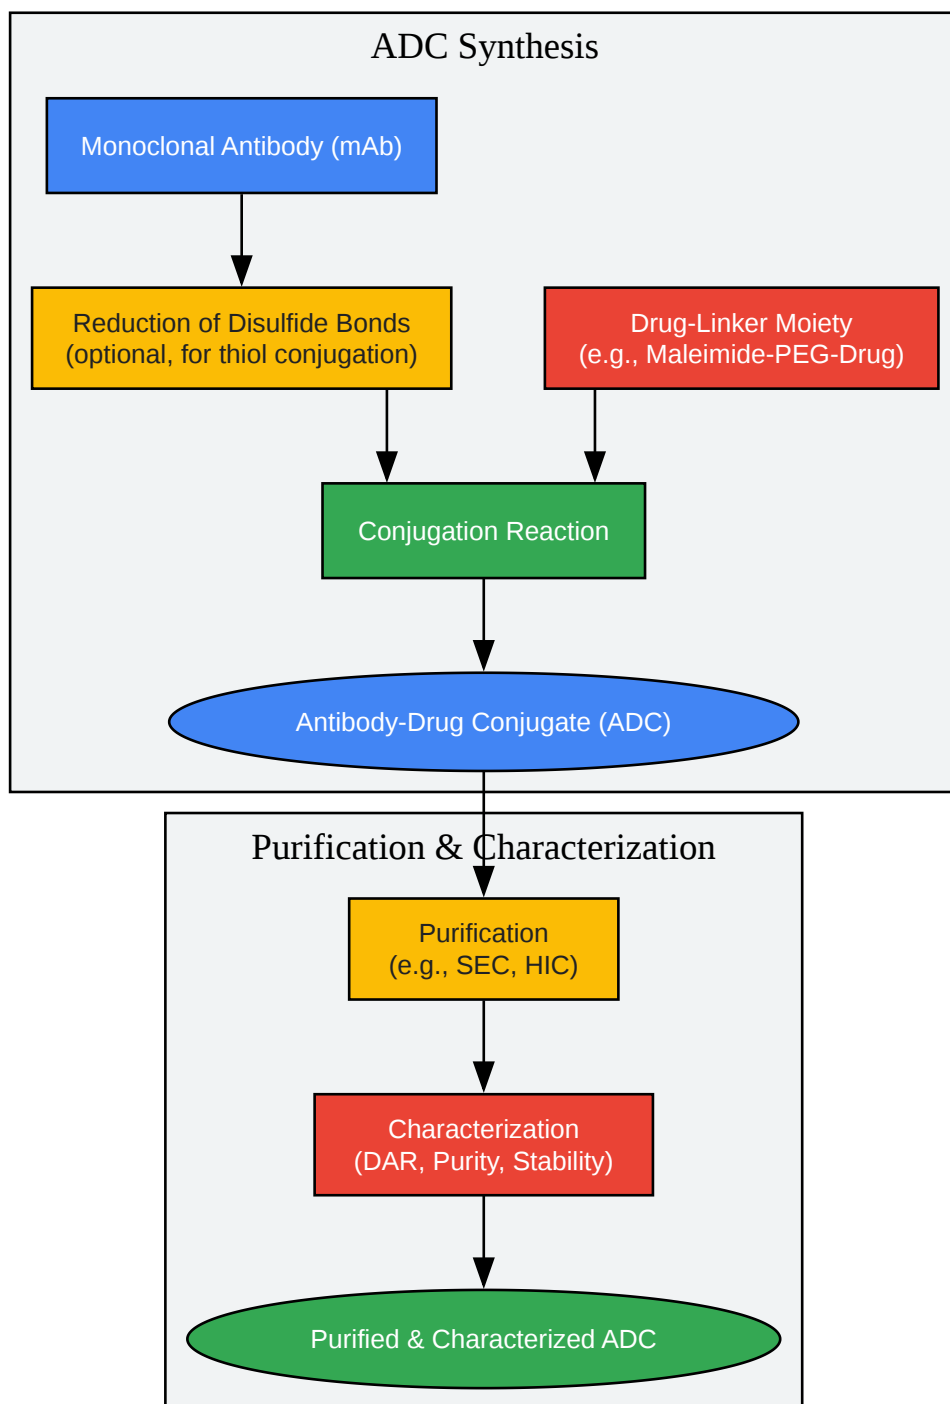 ADC Synthesis
Monoclonal Antibody (mAb)
Reduction of Disulfide Bonds
(optional, for thiol conjugation)
Drug-Linker Moiety
(e.g., Maleimide-PEG-Drug)
Conjugation Reaction
Antibody-Drug Conjugate (ADC)
Purification & Characterization
Purification
(e.g., SEC, HIC)
Characterization
(DAR, Purity, Stability)
Purified & Characterized ADC